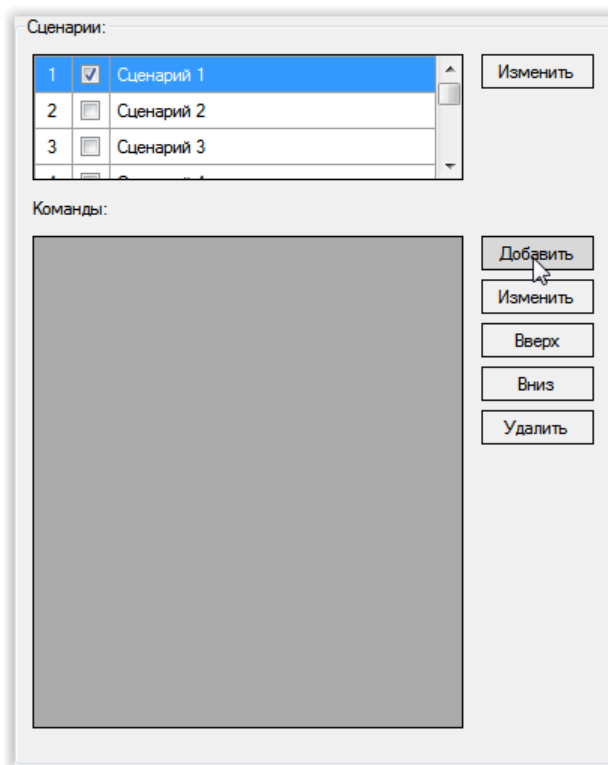 Сценарии:
1 Сценарий 1
Изменить
2 Сценарий 2
3 Сценарий 3
Команды:
Добавить
Изменить
Вверх
Вниз
Удалить